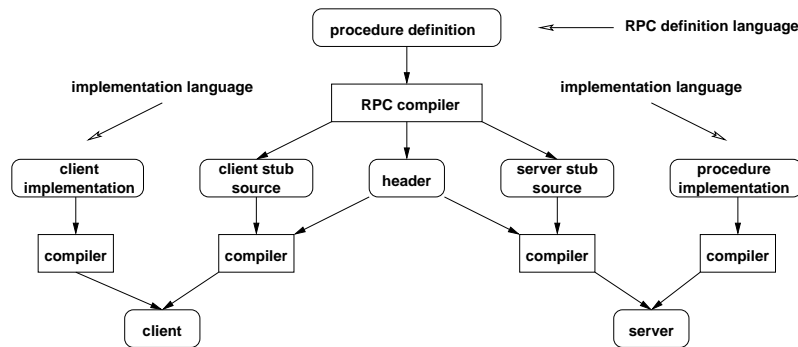 procedure definition
RPC definition language
implementation language
implementation language
RPC compiler
client
implementation
client stub
source
header
server stub
source
procedure
implementation
compiler
compiler
compiler
compiler
client
server